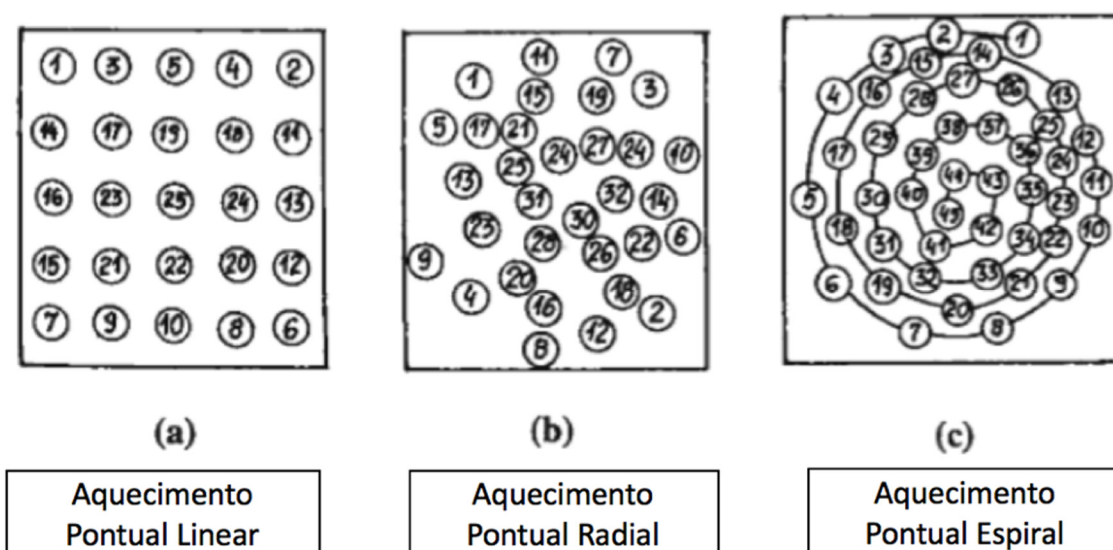 1 3 5 4 2
14 17 19 18 11
16 23 25 24 13
15 21 22 20 12
7 9 10 8 6
11 7
1 15 19 3
5 17 21 24 27 24 10
13 25 31 32 14
23 28 30 26 22 6
9 20 16 18
4 12 2
8
2 1
3 15 14
4 16 28 27 26 13
29 38 37 25 12
17 39 36 24 11
5 30 40 44 43 35 23
18 45 42 34 22 10
31 41 33
6 19 32 21 9
20
7 8
(a) (b) (c)
Aquecimento
Pontual Linear
Aquecimento
Pontual Radial
Aquecimento
Pontual Espiral